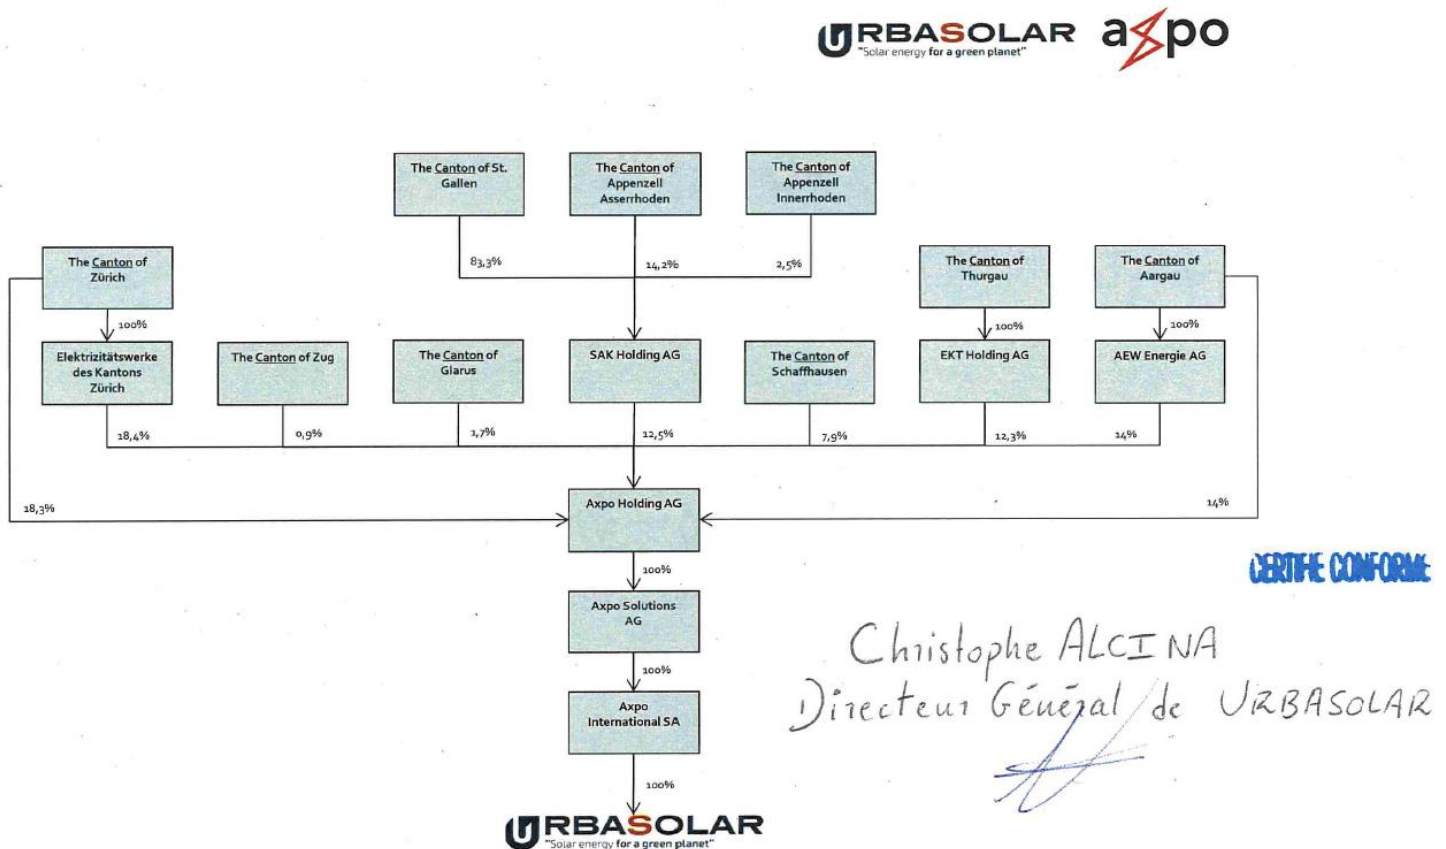 URBASOLAR axpo
"Solar energy for a green planet"
The Canton of St.
Gallen
The Canton of
Appenzell
Asserrhoden
The Canton of
Appenzell
Innerrhoden
83,3%
14,2%
2,5%
The Canton of
Zürich
The Canton of
Thurgau
The Canton of
Aargau
100%
100%
100%
Elektrizitätswerke
des Kantons
Zürich
The Canton of Zug
The Canton of
Glarus
SAK Holding AG
The Canton of
Schaffhausen
EKT Holding AG
AEW Energie AG
18,4%
0,9%
1,7%
12,5%
7,9%
12,3%
14%
18,3%
Axpo Holding AG
14%
100%
CERTIFIE CONFORME
Axpo Solutions
AG
Christophe ALCINA
100%
Directeur Général de URBASOLAR
Axpo
International SA
100%
URBASOLAR
"Solar energy for a green planet"